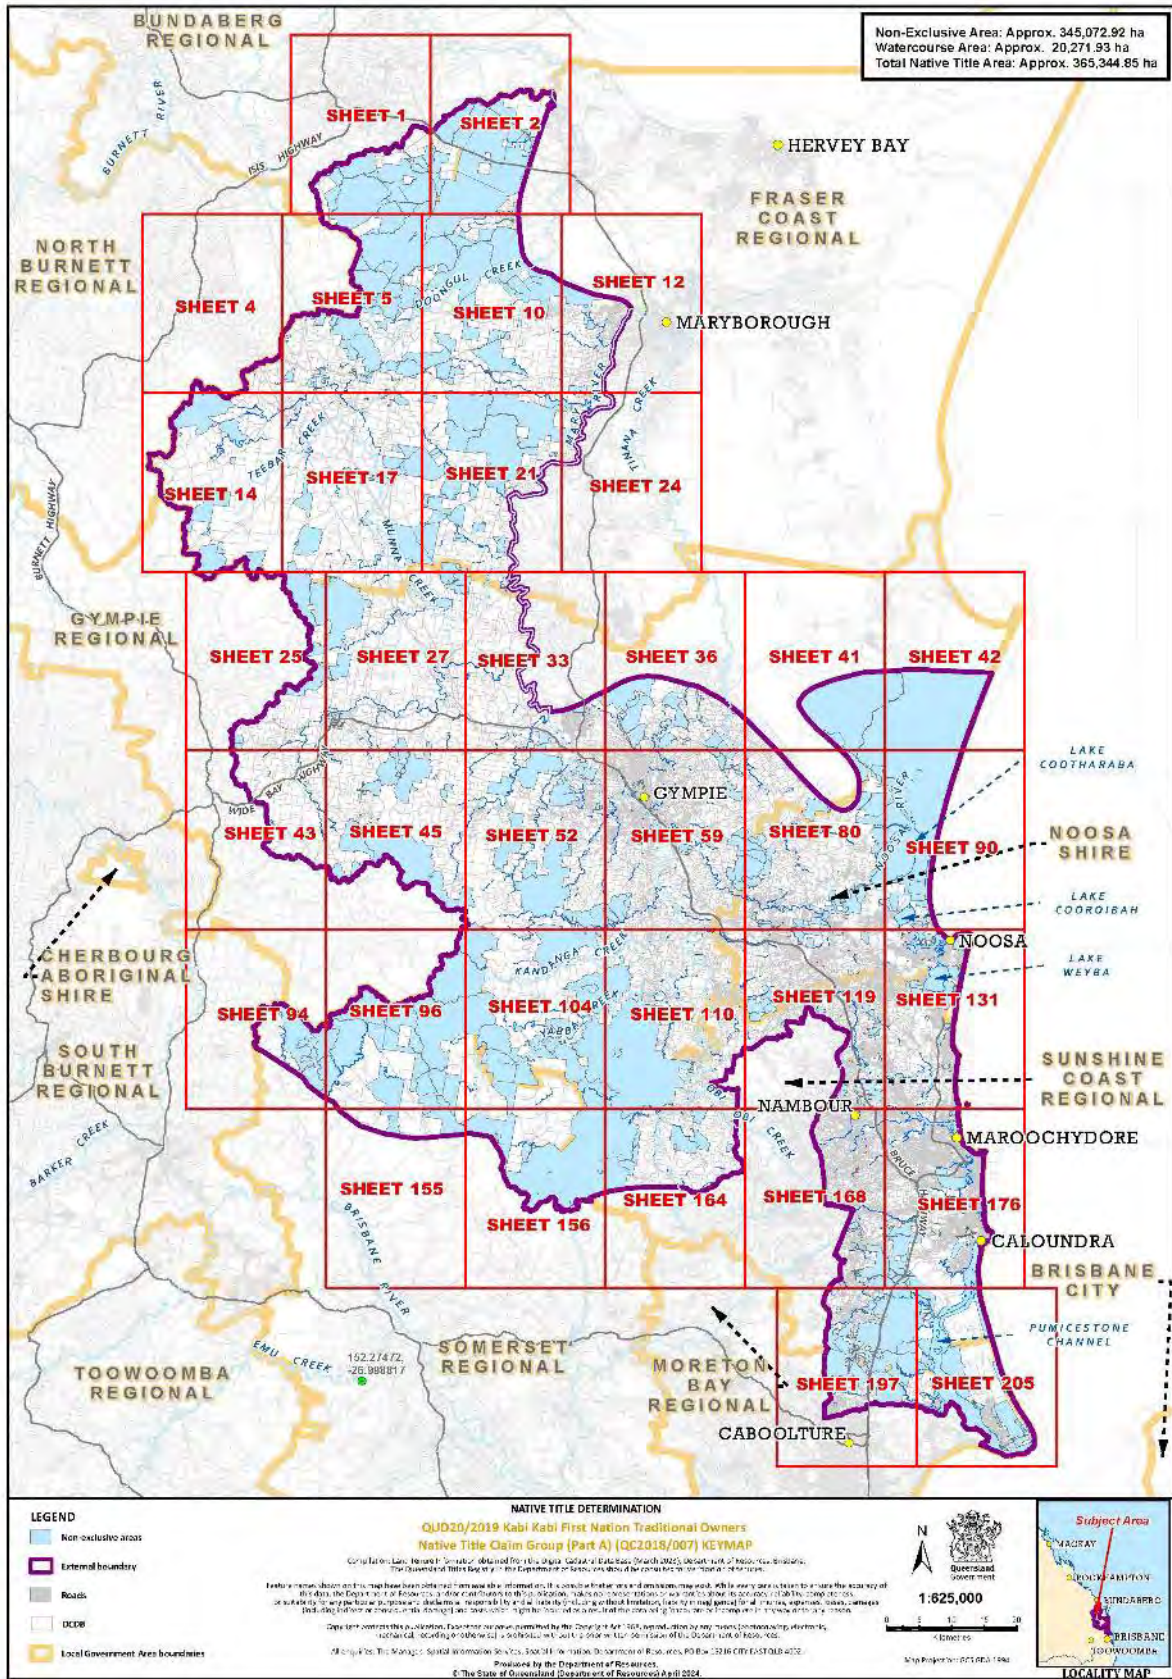 BUNDABERG
REGIONAL
Non-Exclusive Area: Approx. 345,072.92 ha
Watercourse Area: Approx. 20,271.93 ha
Total Native Title Area: Approx. 365,344.85 ha
BURNETT RIVER
ISIS HIGHWAY
SHEET 1
SHEET 2
HERVEY BAY
FRASER
COAST
REGIONAL
NORTH
BURNETT
REGIONAL
SHEET 4
SHEET 5
DOONGUL CREEK
SHEET 10
SHEET 12
MARYBOROUGH
MARY RIVER
TINANA CREEK
TEEBAR CREEK
SHEET 14
SHEET 17
SHEET 21
SHEET 24
BURNETT HIGHWAY
MUNNA CREEK
GYMPIE
REGIONAL
SHEET 25
SHEET 27
SHEET 33
SHEET 36
SHEET 41
SHEET 42
LAKE
COOTHARABA
WIDE BAY HIGHWAY
GYMPIE
NOOSA RIVER
SHEET 43
SHEET 45
SHEET 52
SHEET 59
SHEET 80
SHEET 90
NOOSA
SHIRE
LAKE
COOROIBAH
CHERBOURG
ABORIGINAL
SHIRE
KANDANGA CREEK
NOOSA
LAKE
WEYBA
SHEET 94
SHEET 96
SHEET 104
YABBA CREEK
SHEET 110
SHEET 119
SHEET 131
SOUTH
BURNETT
REGIONAL
SUNSHINE
COAST
REGIONAL
OBI OBI CREEK
NAMBOUR
BARKER CREEK
MAROOCHYDORE
BRUCE HIGHWAY
SHEET 155
SHEET 156
SHEET 164
SHEET 168
SHEET 176
BRISBANE RIVER
CALOUNDRA
BRISBANE
CITY
PUMICESTONE
CHANNEL
EMU CREEK
152.27472,
-26.988817
SOMERSET
REGIONAL
TOOWOOMBA
REGIONAL
MORETON
BAY
REGIONAL
SHEET 197
SHEET 205
CABOOLTURE
LEGEND
Non-exclusive areas
External boundary
Roads
DCDB
Local Government Area boundaries
NATIVE TITLE DETERMINATION
QUD20/2019 Kabi Kabi First Nation Traditional Owners
Native Title Claim Group (Part A) (QC2018/007) KEYMAP
Produced by the Department of Resources.
© The State of Queensland (Department of Resources) April 2024.
N
Queensland
Government
1:625,000
Kilometres
Map Projection: GCS GDA 1994
Subject Area
MACKAY
ROCKHAMPTON
BUNDABERG
BRISBANE
TOOWOOMBA
LOCALITY MAP